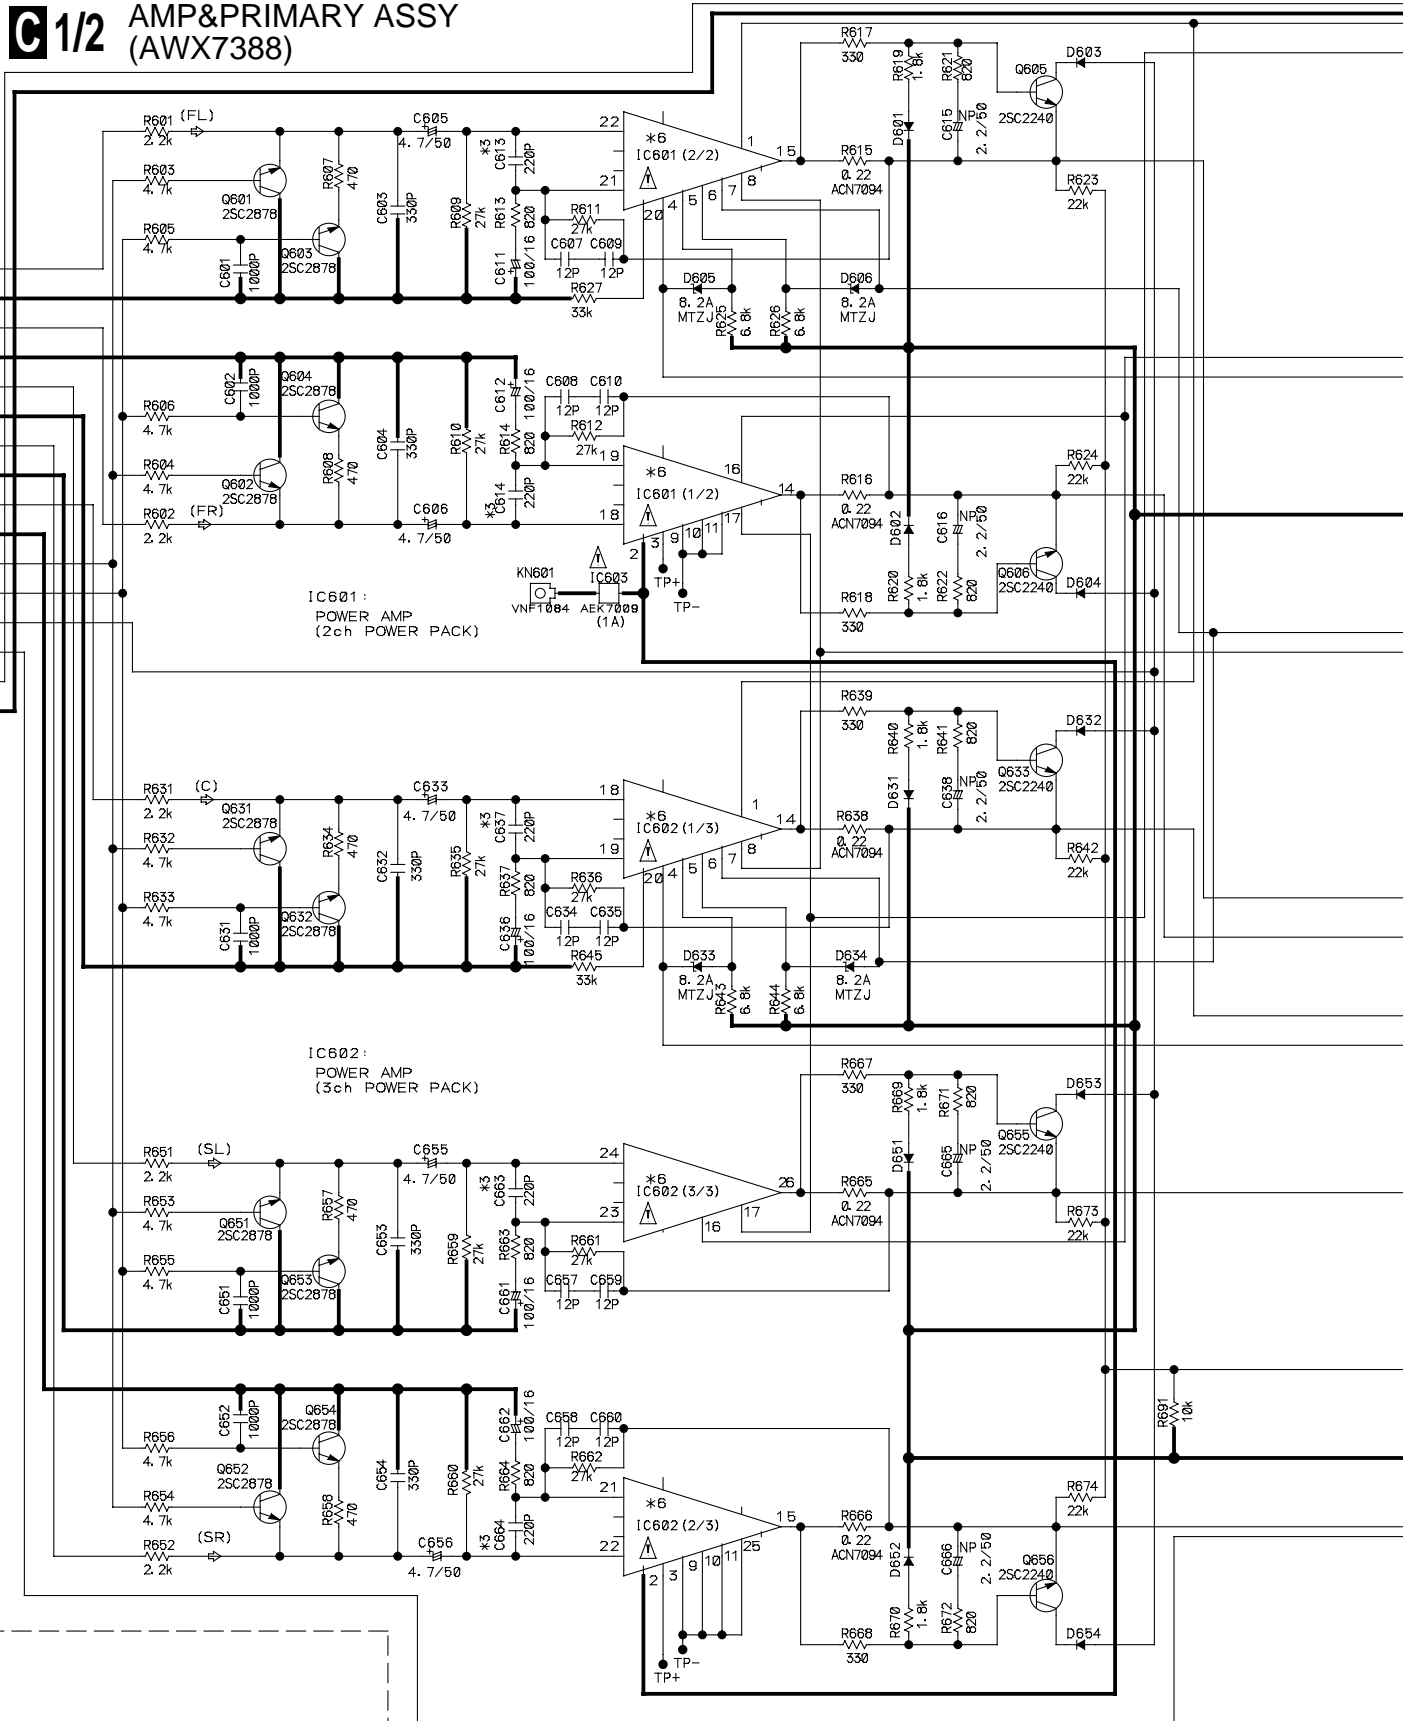 C 1/2 AMP&PRIMARY ASSY
(AWX7388)
R601
2.2k
(FL)
R603
4.7k
R605
4.7k
Q601
2SC2878
C601
1000P
Q603
2SC2878
R607
470
C603
330P
C605
4.7/50
R609
27k
*3
C613
220P
R613
820
C611
100/16
R611
27k
C607
12P
C609
12P
R627
33k
22
21
20
*6
IC601(2/2)
1
15
8
7
6
5
4
D605
8.2A
MTZJ
R625
6.8k
R626
6.8k
D606
8.2A
MTZJ
R617
330
R615
0.22
ACN7094
R619
1.8k
D601
R621
820
C615
NP
2.2/50
Q605
2SC2240
D603
R623
22k
C602
1000P
Q604
2SC2878
R606
4.7k
R604
4.7k
Q602
2SC2878
R602
2.2k
(FR)
R608
470
C604
330P
C606
4.7/50
R610
27k
C612
100/16
R614
820
*3
C614
220P
C608
12P
C610
12P
R612
27k
19
18
*6
IC601(1/2)
16
14
17
11
10
9
3
2
TP+
TP-
KN601
VNF1084
IC603
AEK7009
(1A)
R616
0.22
ACN7094
R618
330
D602
R620
1.8k
C616
NP
2.2/50
R622
820
Q606
2SC2240
D604
R624
22k
IC601:
POWER AMP
(2ch POWER PACK)
R631
2.2k
(C)
R632
4.7k
R633
4.7k
Q631
2SC2878
C631
1000P
Q632
2SC2878
R634
470
C632
330P
C633
4.7/50
R635
27k
*3
C637
220P
R637
820
C636
100/16
R636
27k
C634
12P
C635
12P
R645
33k
18
19
20
*6
IC602(1/3)
1
14
8
7
6
5
4
D633
8.2A
MTZJ
R643
6.8k
R644
6.8k
D634
8.2A
MTZJ
R639
330
R638
0.22
ACN7094
R640
1.8k
D631
R641
820
C638
NP
2.2/50
Q633
2SC2240
D632
R642
22k
IC602:
POWER AMP
(3ch POWER PACK)
R651
2.2k
(SL)
R653
4.7k
R655
4.7k
Q651
2SC2878
C651
1000P
Q653
2SC2878
R657
470
C653
330P
C655
4.7/50
R659
27k
*3
C663
220P
R663
820
C661
100/16
R661
27k
C657
12P
C659
12P
24
23
*6
IC602(3/3)
26
17
16
R667
330
R665
0.22
ACN7094
R669
1.8k
D651
R671
820
C665
NP
2.2/50
Q655
2SC2240
D653
R673
22k
R691
10k
C652
1000P
Q654
2SC2878
R656
4.7k
Q652
2SC2878
R654
4.7k
R652
2.2k
(SR)
R658
470
C654
330P
C656
4.7/50
R660
27k
C662
100/16
R664
820
*3
C664
220P
C658
12P
C660
12P
R662
27k
21
22
*6
IC602(2/3)
15
25
11
10
9
3
2
TP-
TP+
R666
0.22
ACN7094
R668
330
D652
R670
1.8k
C666
NP
2.2/50
R672
820
Q656
2SC2240
D654
R674
22k